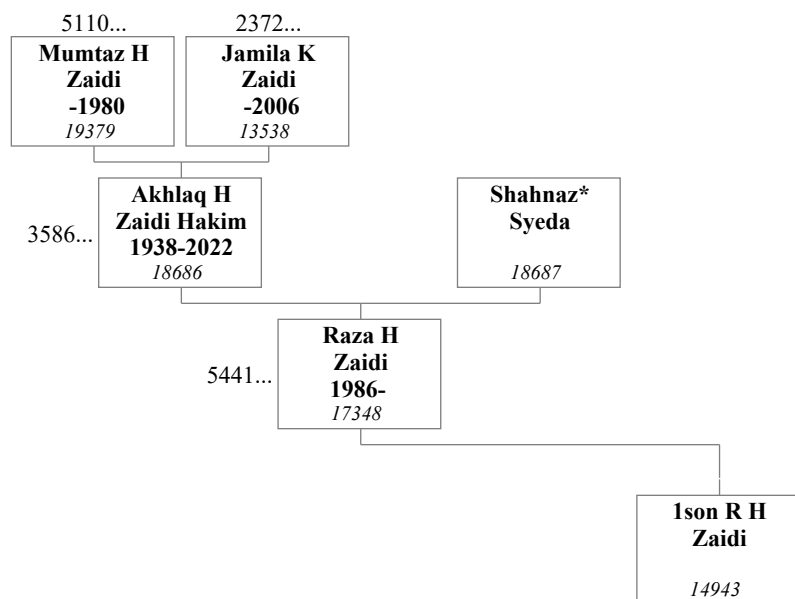 5110...
2372...
Mumtaz H
Zaidi
-1980
19379
Jamila K
Zaidi
-2006
13538
3586...
Akhlaq H
Zaidi Hakim
1938-2022
18686
Shahnaz*
Syeda
18687
5441...
Raza H
Zaidi
1986-
17348
1son R H
Zaidi
14943